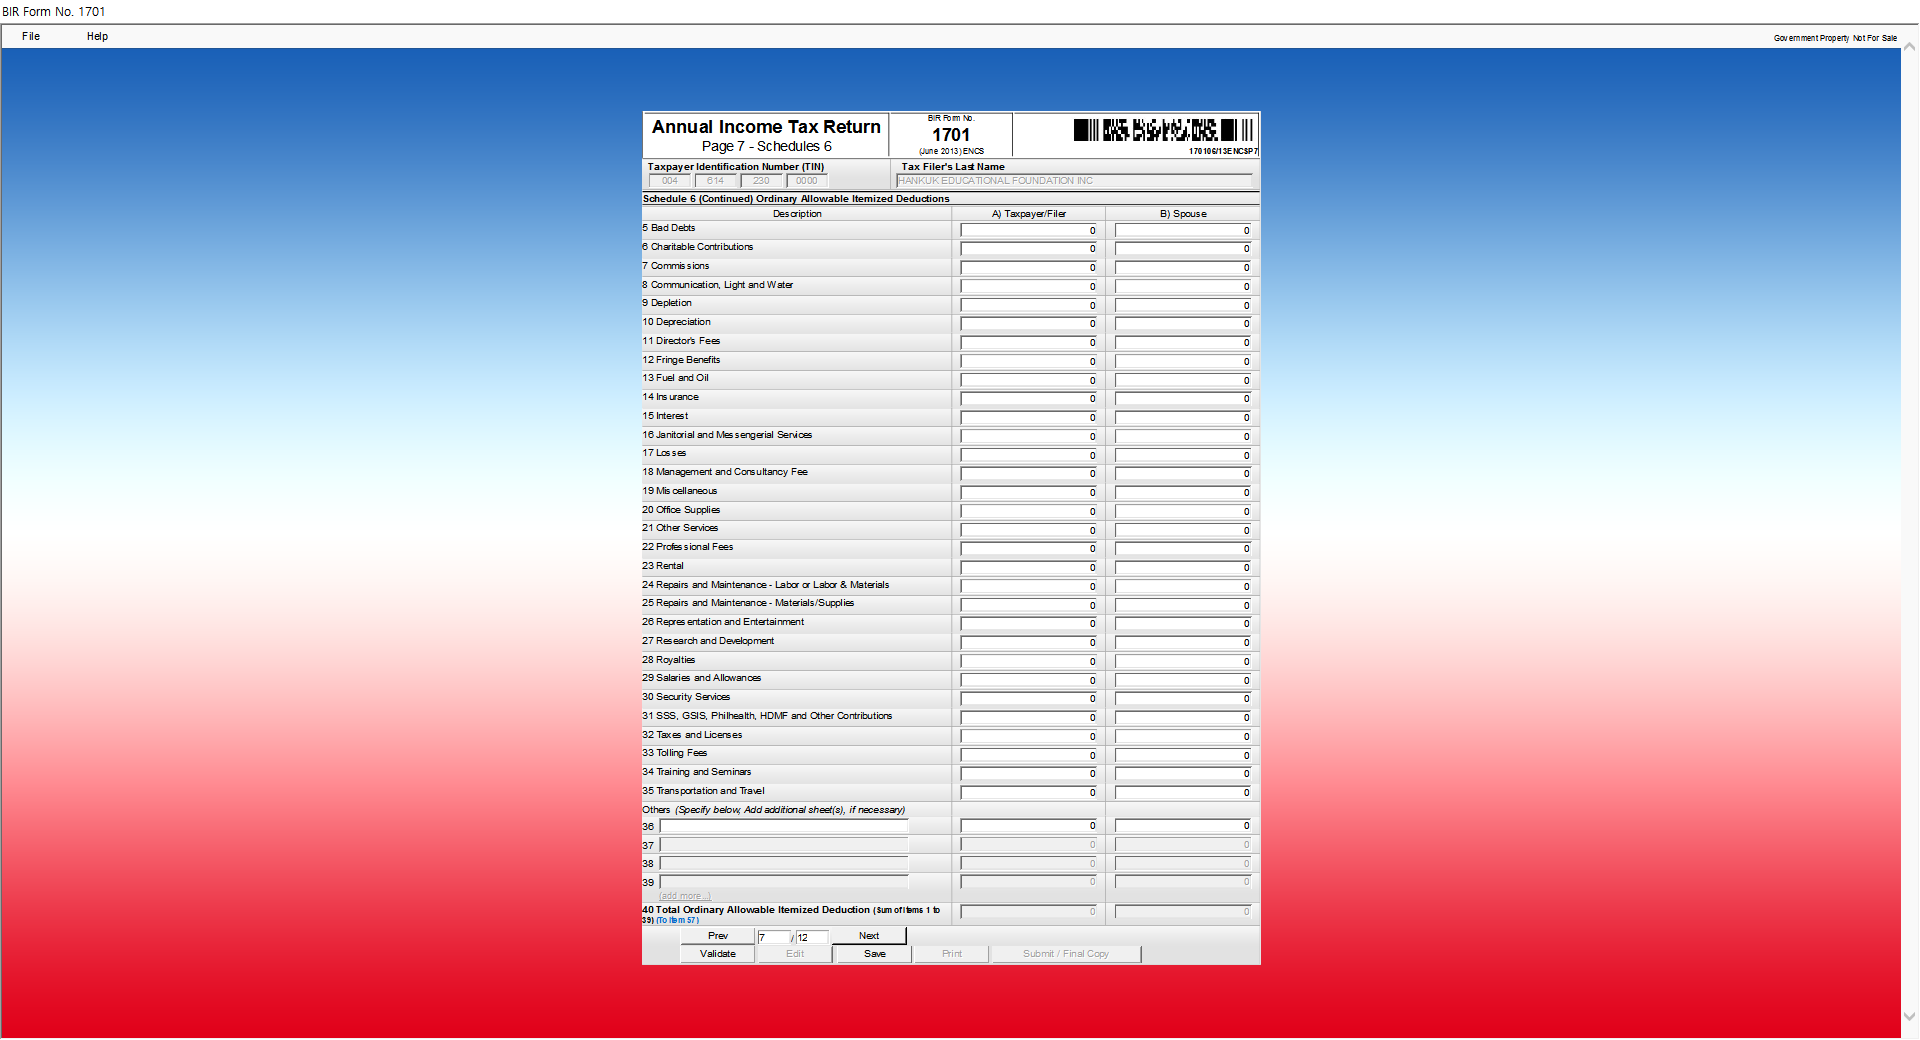 BIR Form No. 1701
File Help Government Property Not For Sale
Annual Income Tax Return
Page 7 - Schedules 6
BIR Form No.
1701
(June 2013) ENCS
170106/13ENCSP7
Taxpayer Identification Number (TIN) Tax Filer's Last Name
004 614 230 0000 HANKUK EDUCATIONAL FOUNDATION INC
Schedule 6 (Continued) Ordinary Allowable Itemized Deductions
Description A) Taxpayer/Filer B) Spouse
5 Bad Debts 0 0
6 Charitable Contributions 0 0
7 Commissions 0 0
8 Communication, Light and Water 0 0
9 Depletion 0 0
10 Depreciation 0 0
11 Director's Fees 0 0
12 Fringe Benefits 0 0
13 Fuel and Oil 0 0
14 Insurance 0 0
15 Interest 0 0
16 Janitorial and Messengerial Services 0 0
17 Losses 0 0
18 Management and Consultancy Fee 0 0
19 Miscellaneous 0 0
20 Office Supplies 0 0
21 Other Services 0 0
22 Professional Fees 0 0
23 Rental 0 0
24 Repairs and Maintenance - Labor or Labor & Materials 0 0
25 Repairs and Maintenance - Materials/Supplies 0 0
26 Representation and Entertainment 0 0
27 Research and Development 0 0
28 Royalties 0 0
29 Salaries and Allowances 0 0
30 Security Services 0 0
31 SSS, GSIS, Philhealth, HDMF and Other Contributions 0 0
32 Taxes and Licenses 0 0
33 Tolling Fees 0 0
34 Training and Seminars 0 0
35 Transportation and Travel 0 0
Others (Specify below, Add additional sheet(s), if necessary)
36 0 0
37 0 0
38 0 0
39 0 0
(add more...)
40 Total Ordinary Allowable Itemized Deduction (Sum of Items 1 to 0 0
39) (To Item 57)
Prev 7 / 12 Next
Validate Edit Save Print Submit / Final Copy